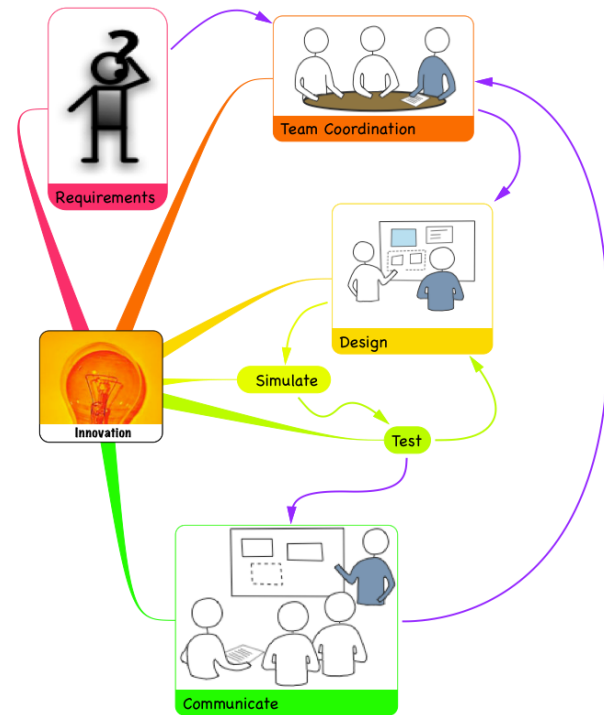 Requirements
Team Coordination
Design
Simulate
Innovation
Test
Communicate